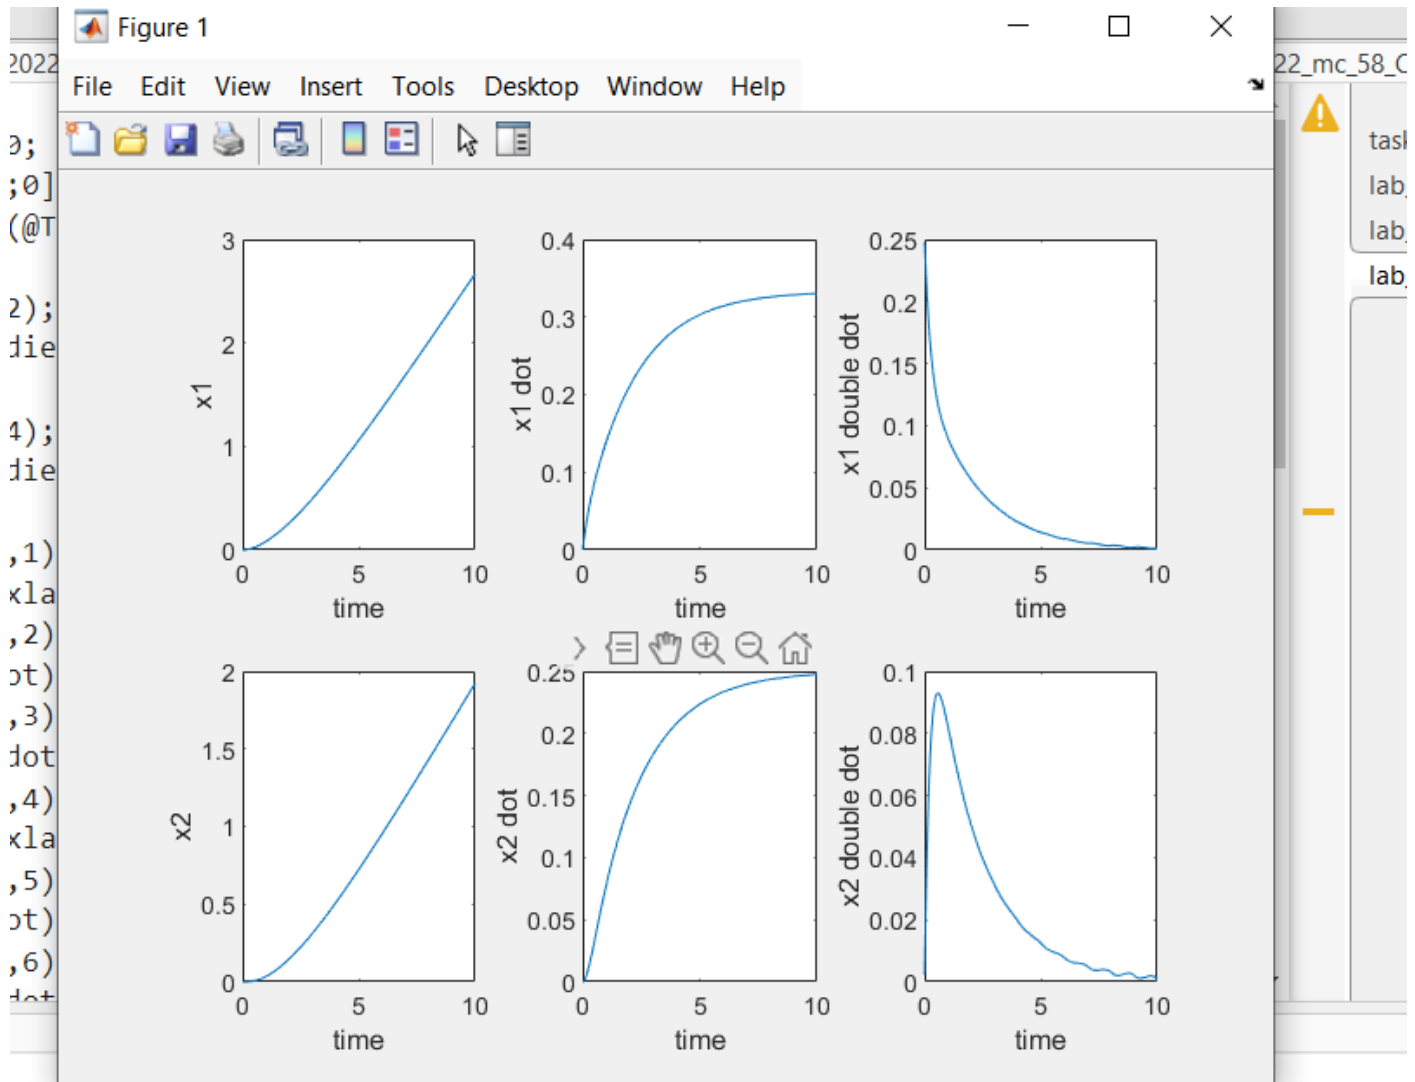 Figure 1
2022
22_mc_58_C
File Edit View Insert Tools Desktop Window Help
0;
;0]
(@T
2);
die
4);
die
,1)
xla
,2)
ot)
,3)
dot
,4)
xla
,5)
ot)
,6)
dot
task
lab_
lab_
lab_
3
2
1
0
x1
0 5 10
time
0.4
0.3
0.2
0.1
0
x1 dot
0 5 10
time
0.25
0.2
0.15
0.1
0.05
0
x1 double dot
0 5 10
time
2
1.5
1
0.5
0
x2
0 5 10
time
0.25
0.2
0.15
0.1
0.05
0
x2 dot
0 5 10
time
0.1
0.08
0.06
0.04
0.02
0
x2 double dot
0 5 10
time